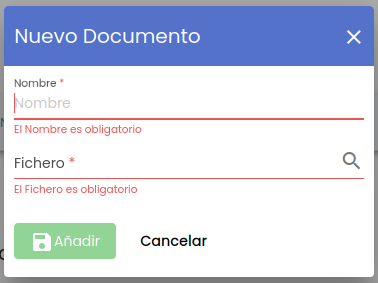 Nuevo Documento
Nombre *
Nombre
El Nombre es obligatorio
Fichero *
El Fichero es obligatorio
Añadir Cancelar